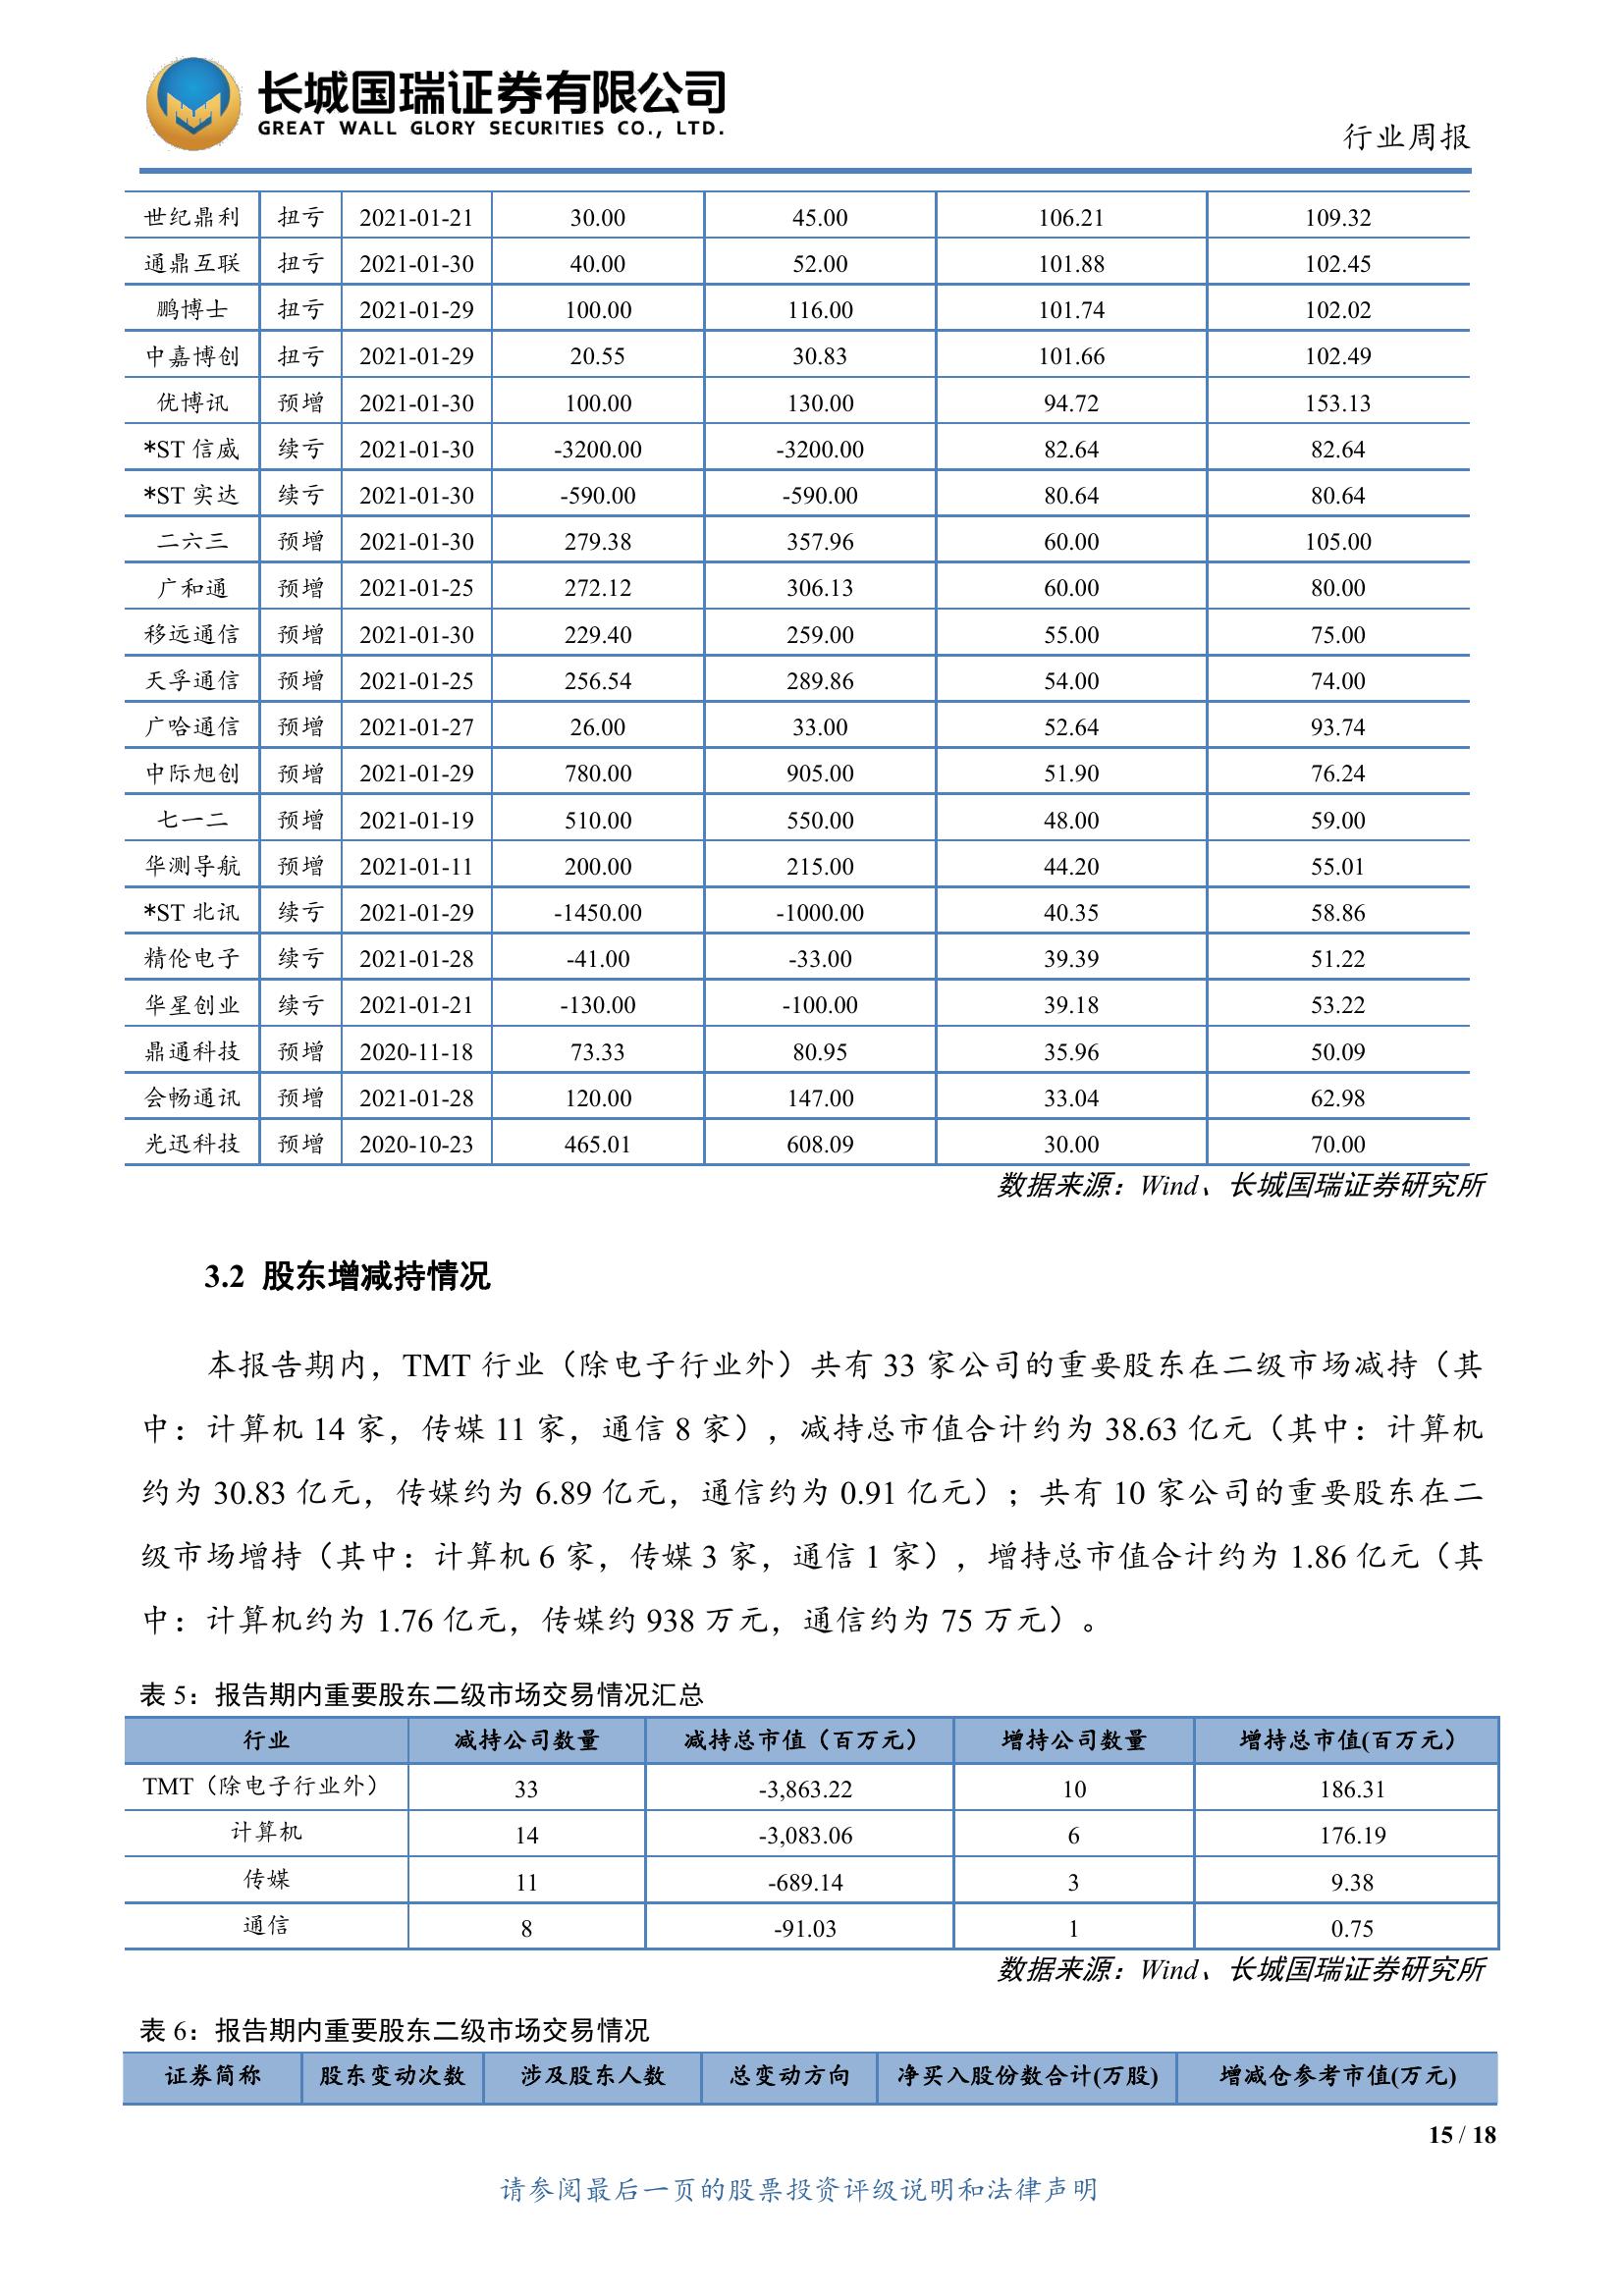 长城国瑞证券有限公司
GREAT WALL GLORY SECURITIES CO., LTD.
行业周报
世纪鼎利 扭亏 2021-01-21 30.00 45.00 106.21 109.32
通鼎互联 扭亏 2021-01-30 40.00 52.00 101.88 102.45
鹏博士 扭亏 2021-01-29 100.00 116.00 101.74 102.02
中嘉博创 扭亏 2021-01-29 20.55 30.83 101.66 102.49
优博讯 预增 2021-01-30 100.00 130.00 94.72 153.13
*ST 信威 续亏 2021-01-30 -3200.00 -3200.00 82.64 82.64
*ST 实达 续亏 2021-01-30 -590.00 -590.00 80.64 80.64
二六三 预增 2021-01-30 279.38 357.96 60.00 105.00
广和通 预增 2021-01-25 272.12 306.13 60.00 80.00
移远通信 预增 2021-01-30 229.40 259.00 55.00 75.00
天孚通信 预增 2021-01-25 256.54 289.86 54.00 74.00
广哈通信 预增 2021-01-27 26.00 33.00 52.64 93.74
中际旭创 预增 2021-01-29 780.00 905.00 51.90 76.24
七一二 预增 2021-01-19 510.00 550.00 48.00 59.00
华测导航 预增 2021-01-11 200.00 215.00 44.20 55.01
*ST 北讯 续亏 2021-01-29 -1450.00 -1000.00 40.35 58.86
精伦电子 续亏 2021-01-28 -41.00 -33.00 39.39 51.22
华星创业 续亏 2021-01-21 -130.00 -100.00 39.18 53.22
鼎通科技 预增 2020-11-18 73.33 80.95 35.96 50.09
会畅通讯 预增 2021-01-28 120.00 147.00 33.04 62.98
光迅科技 预增 2020-10-23 465.01 608.09 30.00 70.00
数据来源：Wind、长城国瑞证券研究所
3.2 股东增减持情况
本报告期内，TMT 行业（除电子行业外）共有 33 家公司的重要股东在二级市场减持（其
中：计算机 14 家，传媒 11 家，通信 8 家），减持总市值合计约为 38.63 亿元（其中：计算机
约为 30.83 亿元，传媒约为 6.89 亿元，通信约为 0.91 亿元）；共有 10 家公司的重要股东在二
级市场增持（其中：计算机 6 家，传媒 3 家，通信 1 家），增持总市值合计约为 1.86 亿元（其
中：计算机约为 1.76 亿元，传媒约 938 万元，通信约为 75 万元）。
表 5：报告期内重要股东二级市场交易情况汇总
行业 减持公司数量 减持总市值（百万元） 增持公司数量 增持总市值(百万元）
TMT（除电子行业外） 33 -3,863.22 10 186.31
计算机 14 -3,083.06 6 176.19
传媒 11 -689.14 3 9.38
通信 8 -91.03 1 0.75
数据来源：Wind、长城国瑞证券研究所
表 6：报告期内重要股东二级市场交易情况
证券简称 股东变动次数 涉及股东人数 总变动方向 净买入股份数合计(万股) 增减仓参考市值(万元)
15 / 18
请参阅最后一页的股票投资评级说明和法律声明